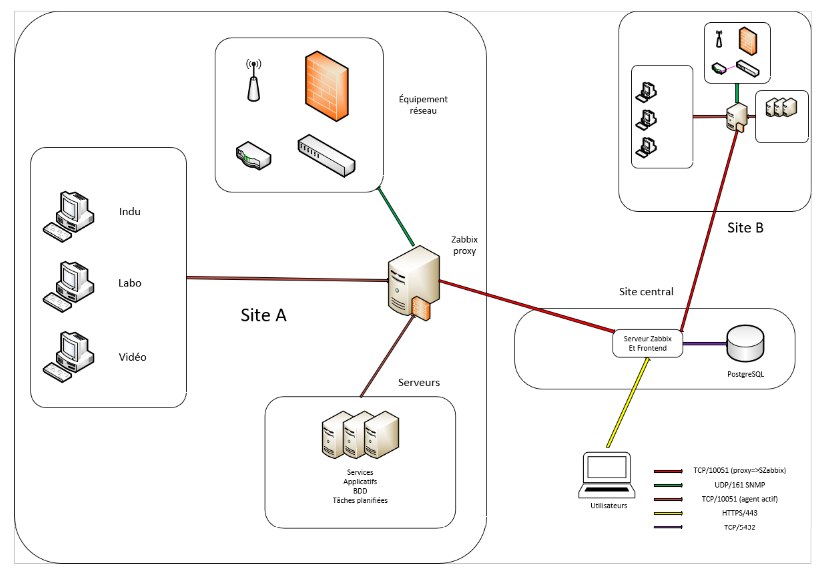 Équipement
réseau
Indu
Labo
Vidéo
Zabbix
proxy
Site A
Serveurs
Services
Applicatifs
BDD
Tâches planifiées
Site B
Site central
Serveur Zabbix
Et Frontend
PostgreSQL
Utilisateurs
TCP/10051 (proxy=>SZabbix)
UDP/161 SNMP
TCP/10051 (agent actif)
HTTPS/443
TCP/5432